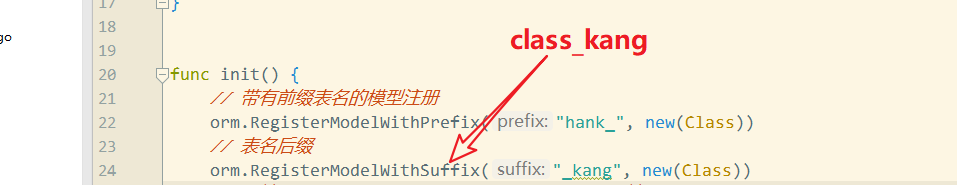 17
}
18
class_kang
19
go
20
func init() {
21
// 带有前缀表名的模型注册
22
orm.RegisterModelWithPrefix( prefix: "hank_", new(Class))
23
// 表名后缀
24
orm.RegisterModelWithSuffix( suffix: "_kang", new(Class))